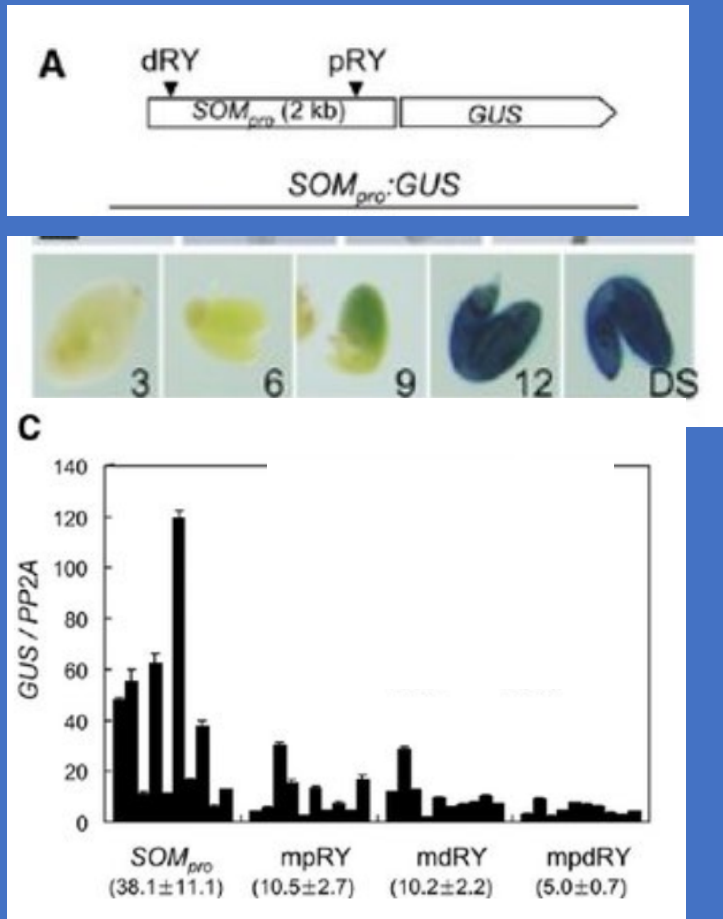 A
dRY pRY
SOMpro (2 kb) GUS
SOMpro:GUS
3 6 9 12 DS
C
140
120
100
80
60
40
20
0
GUS / PP2A
SOMpro mpRY mdRY mpdRY
(38.1±11.1) (10.5±2.7) (10.2±2.2) (5.0±0.7)